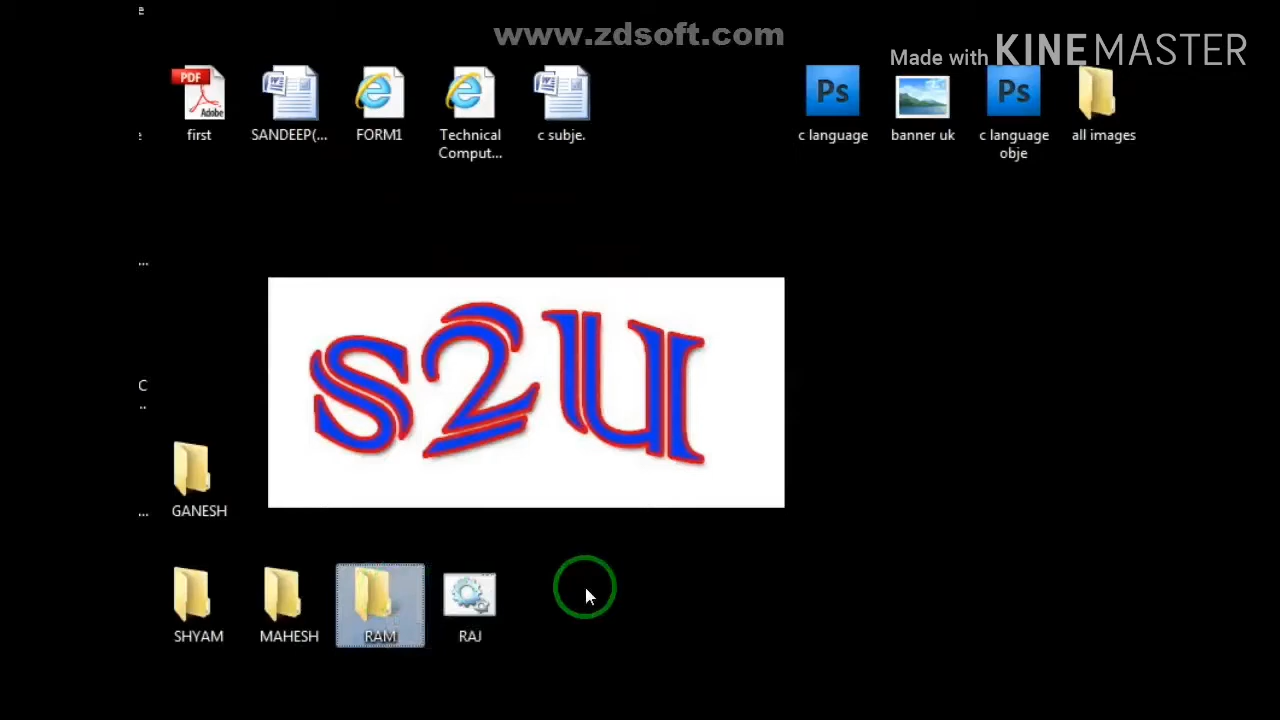 e
www.zdsoft.com
Made with KINEMASTER
PDF
Adobe
Ps
Ps
e
first
SANDEEP(...
FORM1
Technical
Comput...
c subje.
c language
banner uk
c language
obje
all images
...
s2u
C
..
GANESH
...
SHYAM
MAHESH
RAM
RAJ